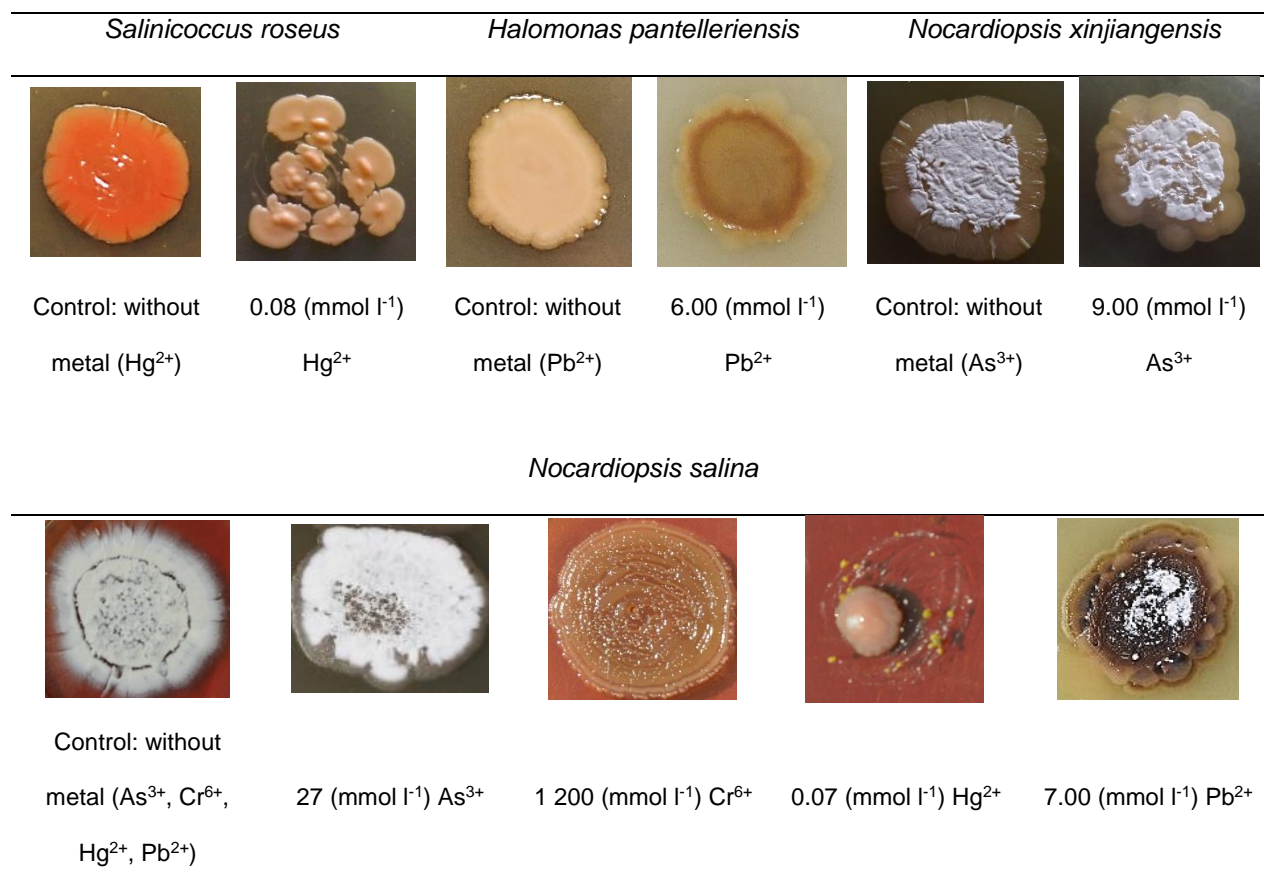 Salinicoccus roseus Halomonas pantelleriensis Nocardiopsis xinjiangensis
Control: without 0.08 (mmol l⁻¹) Control: without 6.00 (mmol l⁻¹) Control: without 9.00 (mmol l⁻¹)
metal (Hg²⁺) Hg²⁺ metal (Pb²⁺) Pb²⁺ metal (As³⁺) As³⁺
Nocardiopsis salina
Control: without
metal (As³⁺, Cr⁶⁺, 27 (mmol l⁻¹) As³⁺ 1 200 (mmol l⁻¹) Cr⁶⁺ 0.07 (mmol l⁻¹) Hg²⁺ 7.00 (mmol l⁻¹) Pb²⁺
Hg²⁺, Pb²⁺)